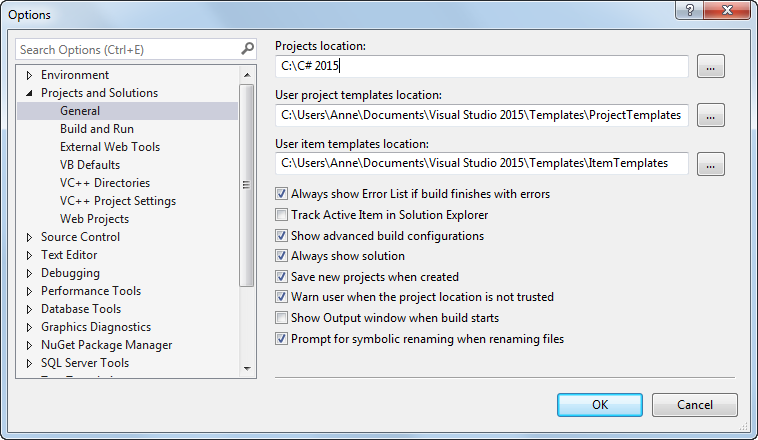 Options
Search Options (Ctrl+E)
Environment
Projects and Solutions
General
Build and Run
External Web Tools
VB Defaults
VC++ Directories
VC++ Project Settings
Web Projects
Source Control
Text Editor
Debugging
Performance Tools
Database Tools
Graphics Diagnostics
NuGet Package Manager
SQL Server Tools
Projects location:
C:\C# 2015
...
User project templates location:
C:\Users\Anne\Documents\Visual Studio 2015\Templates\ProjectTemplates
...
User item templates location:
C:\Users\Anne\Documents\Visual Studio 2015\Templates\ItemTemplates
...
Always show Error List if build finishes with errors
Track Active Item in Solution Explorer
Show advanced build configurations
Always show solution
Save new projects when created
Warn user when the project location is not trusted
Show Output window when build starts
Prompt for symbolic renaming when renaming files
OK
Cancel